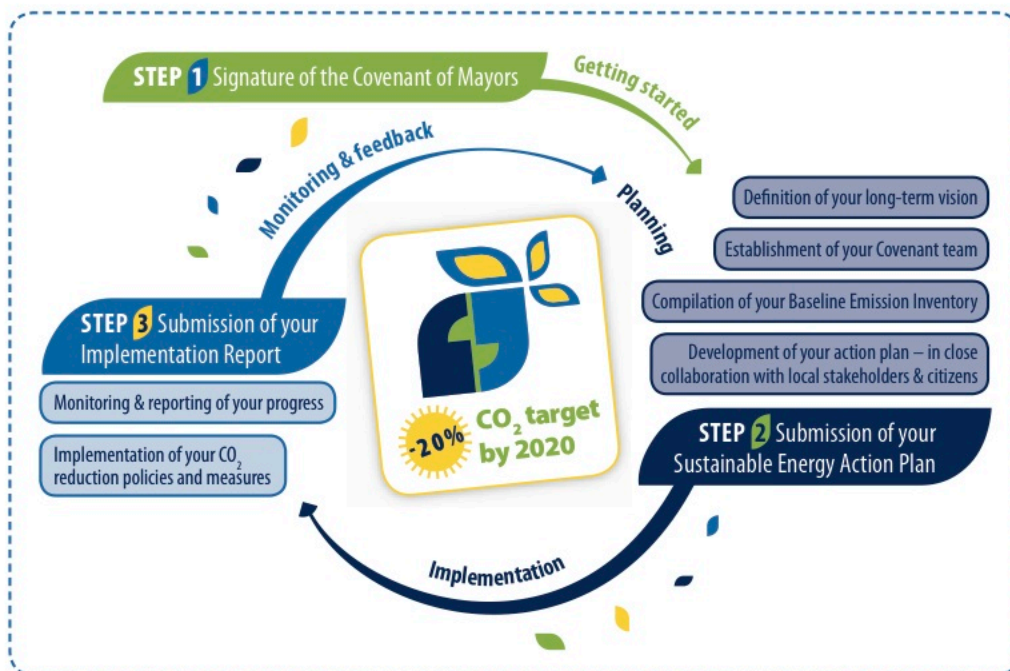 STEP 1 Signature of the Covenant of Mayors
Getting started
Monitoring & feedback
Planning
Definition of your long-term vision
Establishment of your Covenant team
Compilation of your Baseline Emission Inventory
Development of your action plan – in close
collaboration with local stakeholders & citizens
STEP 2 Submission of your
Sustainable Energy Action Plan
Implementation
STEP 3 Submission of your
Implementation Report
Monitoring & reporting of your progress
Implementation of your CO₂
reduction policies and measures
-20%
CO₂ target
by 2020